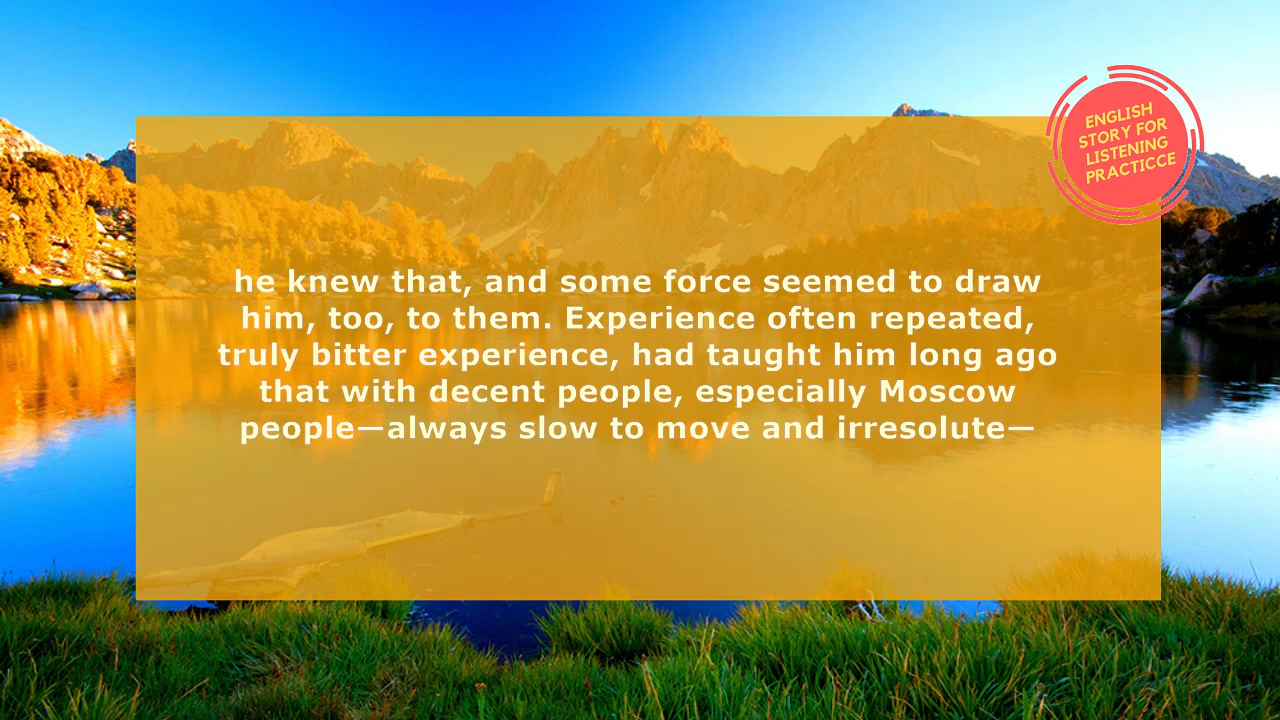 ENGLISH
STORY FOR
LISTENING
PRACTICCE
he knew that, and some force seemed to draw
him, too, to them. Experience often repeated,
truly bitter experience, had taught him long ago
that with decent people, especially Moscow
people—always slow to move and irresolute—